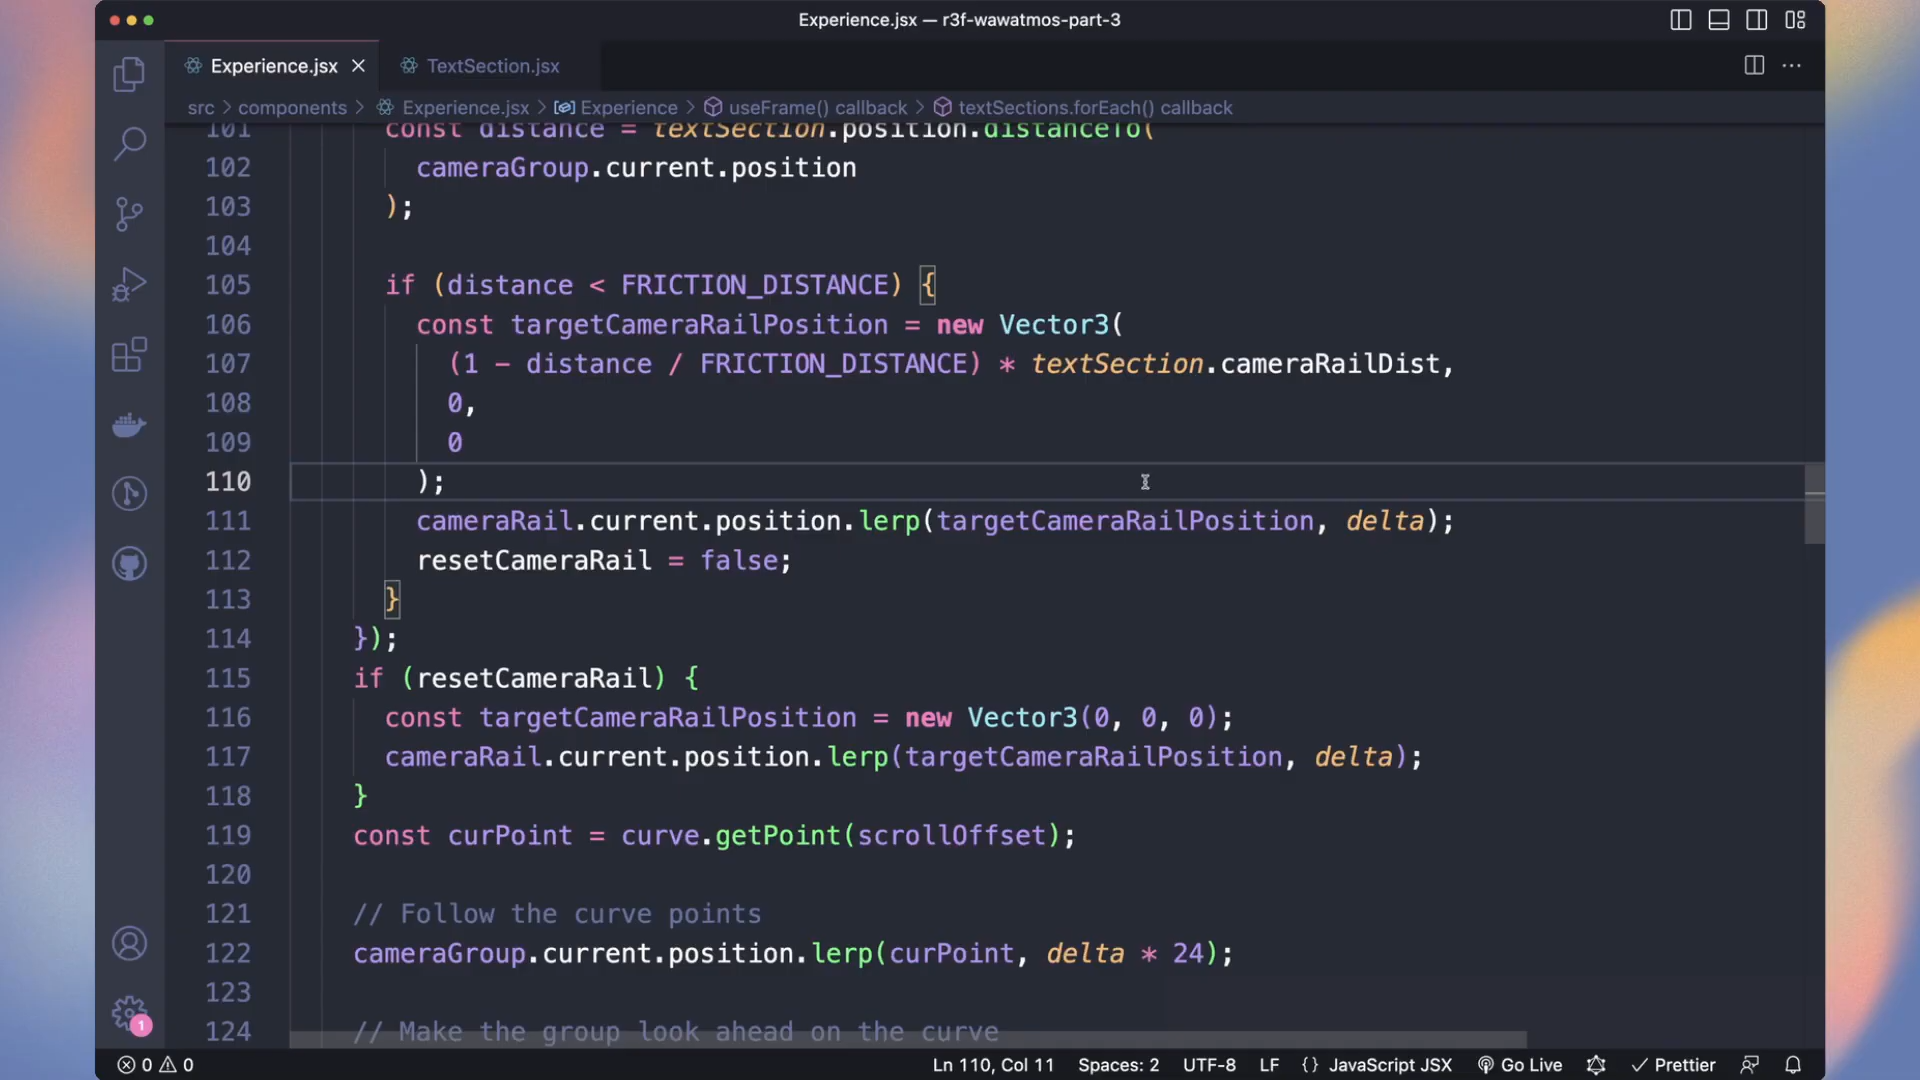 Experience.jsx — r3f-wawatmos-part-3
Experience.jsx
TextSection.jsx
src > components > Experience.jsx > Experience > useFrame() callback > textSections.forEach() callback
101 const distance = textSection.position.distanceTo(
102 cameraGroup.current.position
103 );
104
105 if (distance < FRICTION_DISTANCE) {
106 const targetCameraRailPosition = new Vector3(
107 (1 - distance / FRICTION_DISTANCE) * textSection.cameraRailDist,
108 0,
109 0
110 );
111 cameraRail.current.position.lerp(targetCameraRailPosition, delta);
112 resetCameraRail = false;
113 }
114 });
115 if (resetCameraRail) {
116 const targetCameraRailPosition = new Vector3(0, 0, 0);
117 cameraRail.current.position.lerp(targetCameraRailPosition, delta);
118 }
119 const curPoint = curve.getPoint(scrollOffset);
120
121 // Follow the curve points
122 cameraGroup.current.position.lerp(curPoint, delta * 24);
123
124 // Make the group look ahead on the curve
1
0 0 Ln 110, Col 11 Spaces: 2 UTF-8 LF {} JavaScript JSX Go Live Prettier